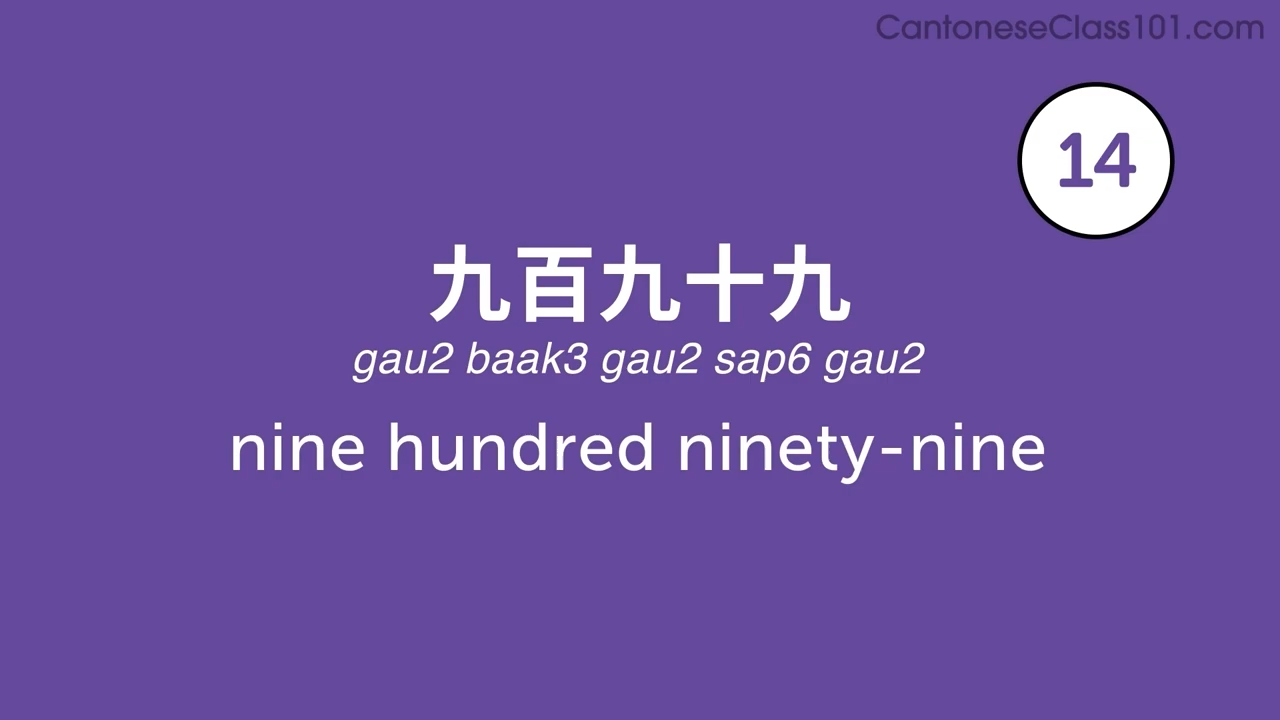 CantoneseClass101.com
14
九百九十九
gau2 baak3 gau2 sap6 gau2
nine hundred ninety-nine